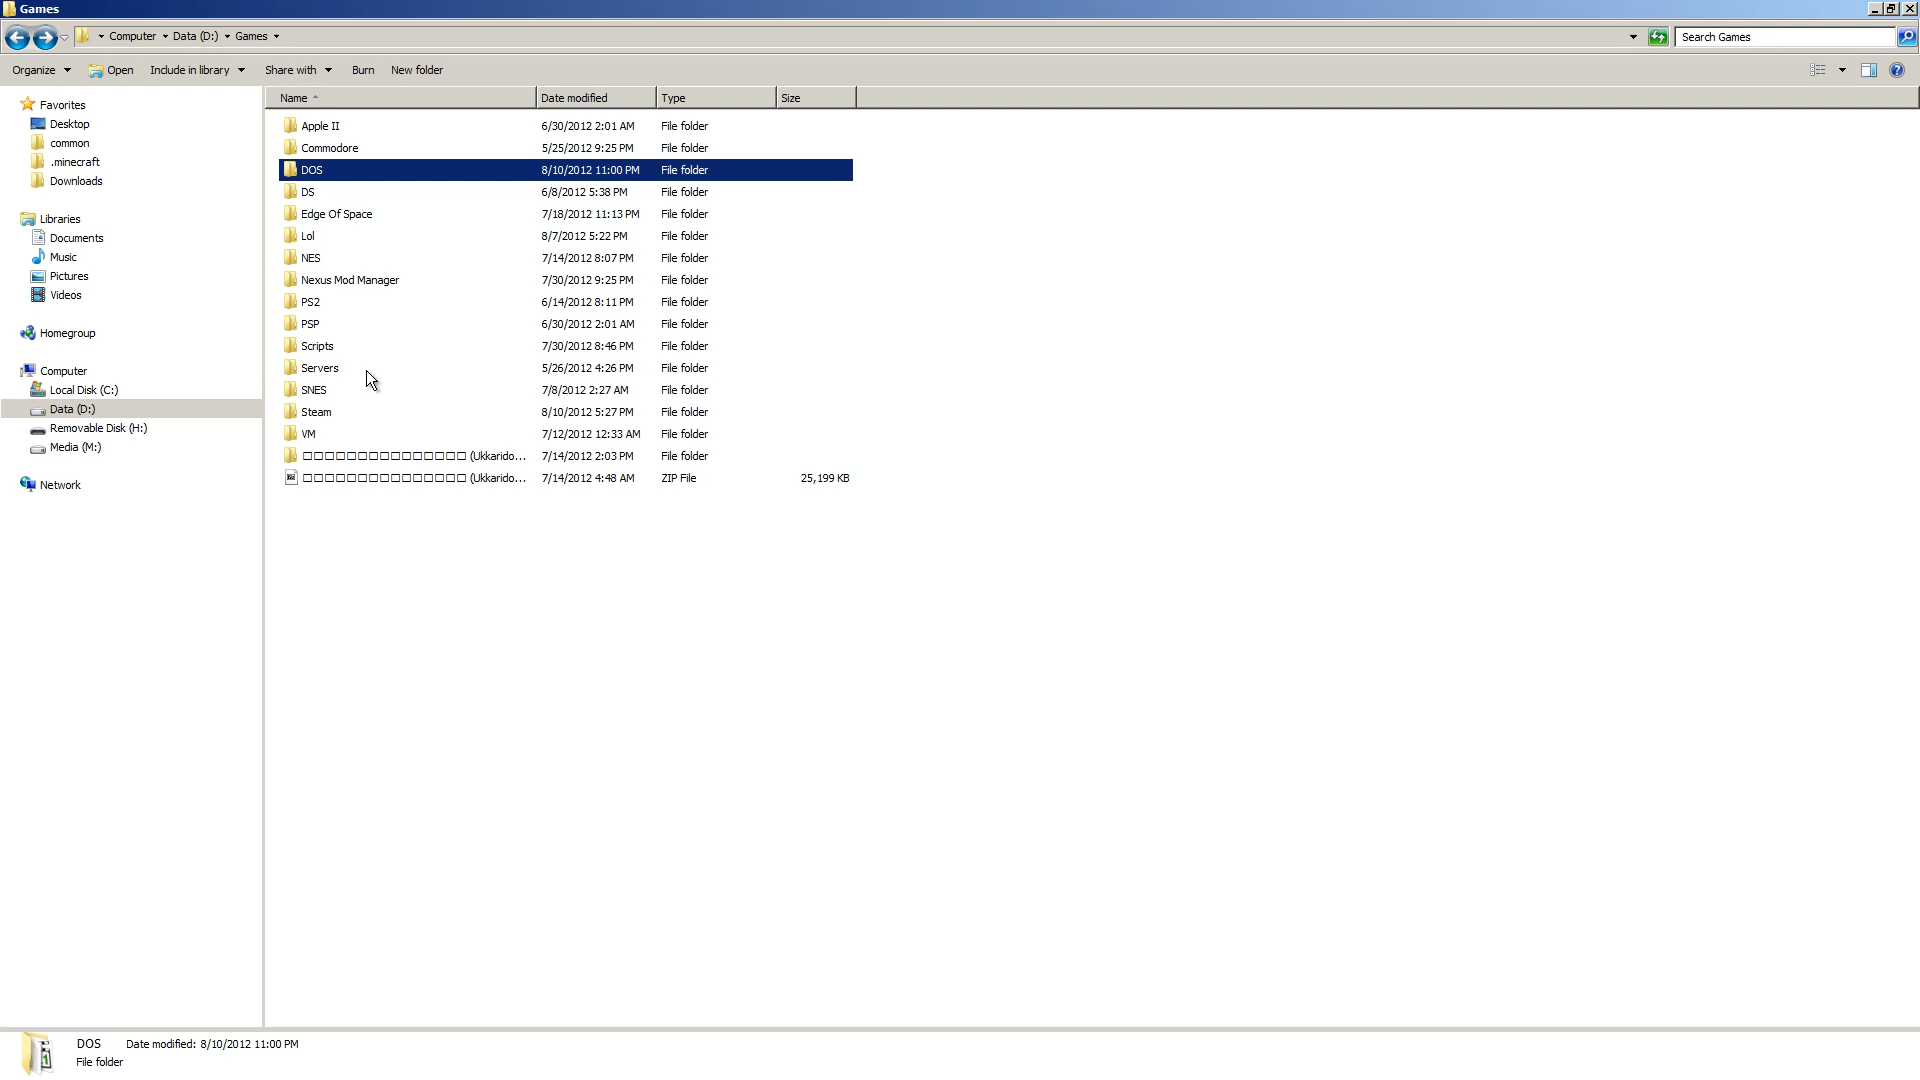 Games
Computer Data (D:) Games
Search Games
Organize Open Include in library Share with Burn New folder
Favorites
Desktop
common
.minecraft
Downloads
Libraries
Documents
Music
Pictures
Videos
Homegroup
Computer
Local Disk (C:)
Data (D:)
Removable Disk (H:)
Media (M:)
Network
Name Date modified Type Size
Apple II 6/30/2012 2:01 AM File folder
Commodore 5/25/2012 9:25 PM File folder
DOS 8/10/2012 11:00 PM File folder
DS 6/8/2012 5:38 PM File folder
Edge Of Space 7/18/2012 11:13 PM File folder
Lol 8/7/2012 5:22 PM File folder
NES 7/14/2012 8:07 PM File folder
Nexus Mod Manager 7/30/2012 9:25 PM File folder
PS2 6/14/2012 8:11 PM File folder
PSP 6/30/2012 2:01 AM File folder
Scripts 7/30/2012 8:46 PM File folder
Servers 5/26/2012 4:26 PM File folder
SNES 7/8/2012 2:27 AM File folder
Steam 8/10/2012 5:27 PM File folder
VM 7/12/2012 12:33 AM File folder
□□□□□□□□□□□□□□□ (Ukkarido... 7/14/2012 2:03 PM File folder
□□□□□□□□□□□□□□□ (Ukkarido... 7/14/2012 4:48 AM ZIP File 25,199 KB
DOS Date modified: 8/10/2012 11:00 PM
File folder